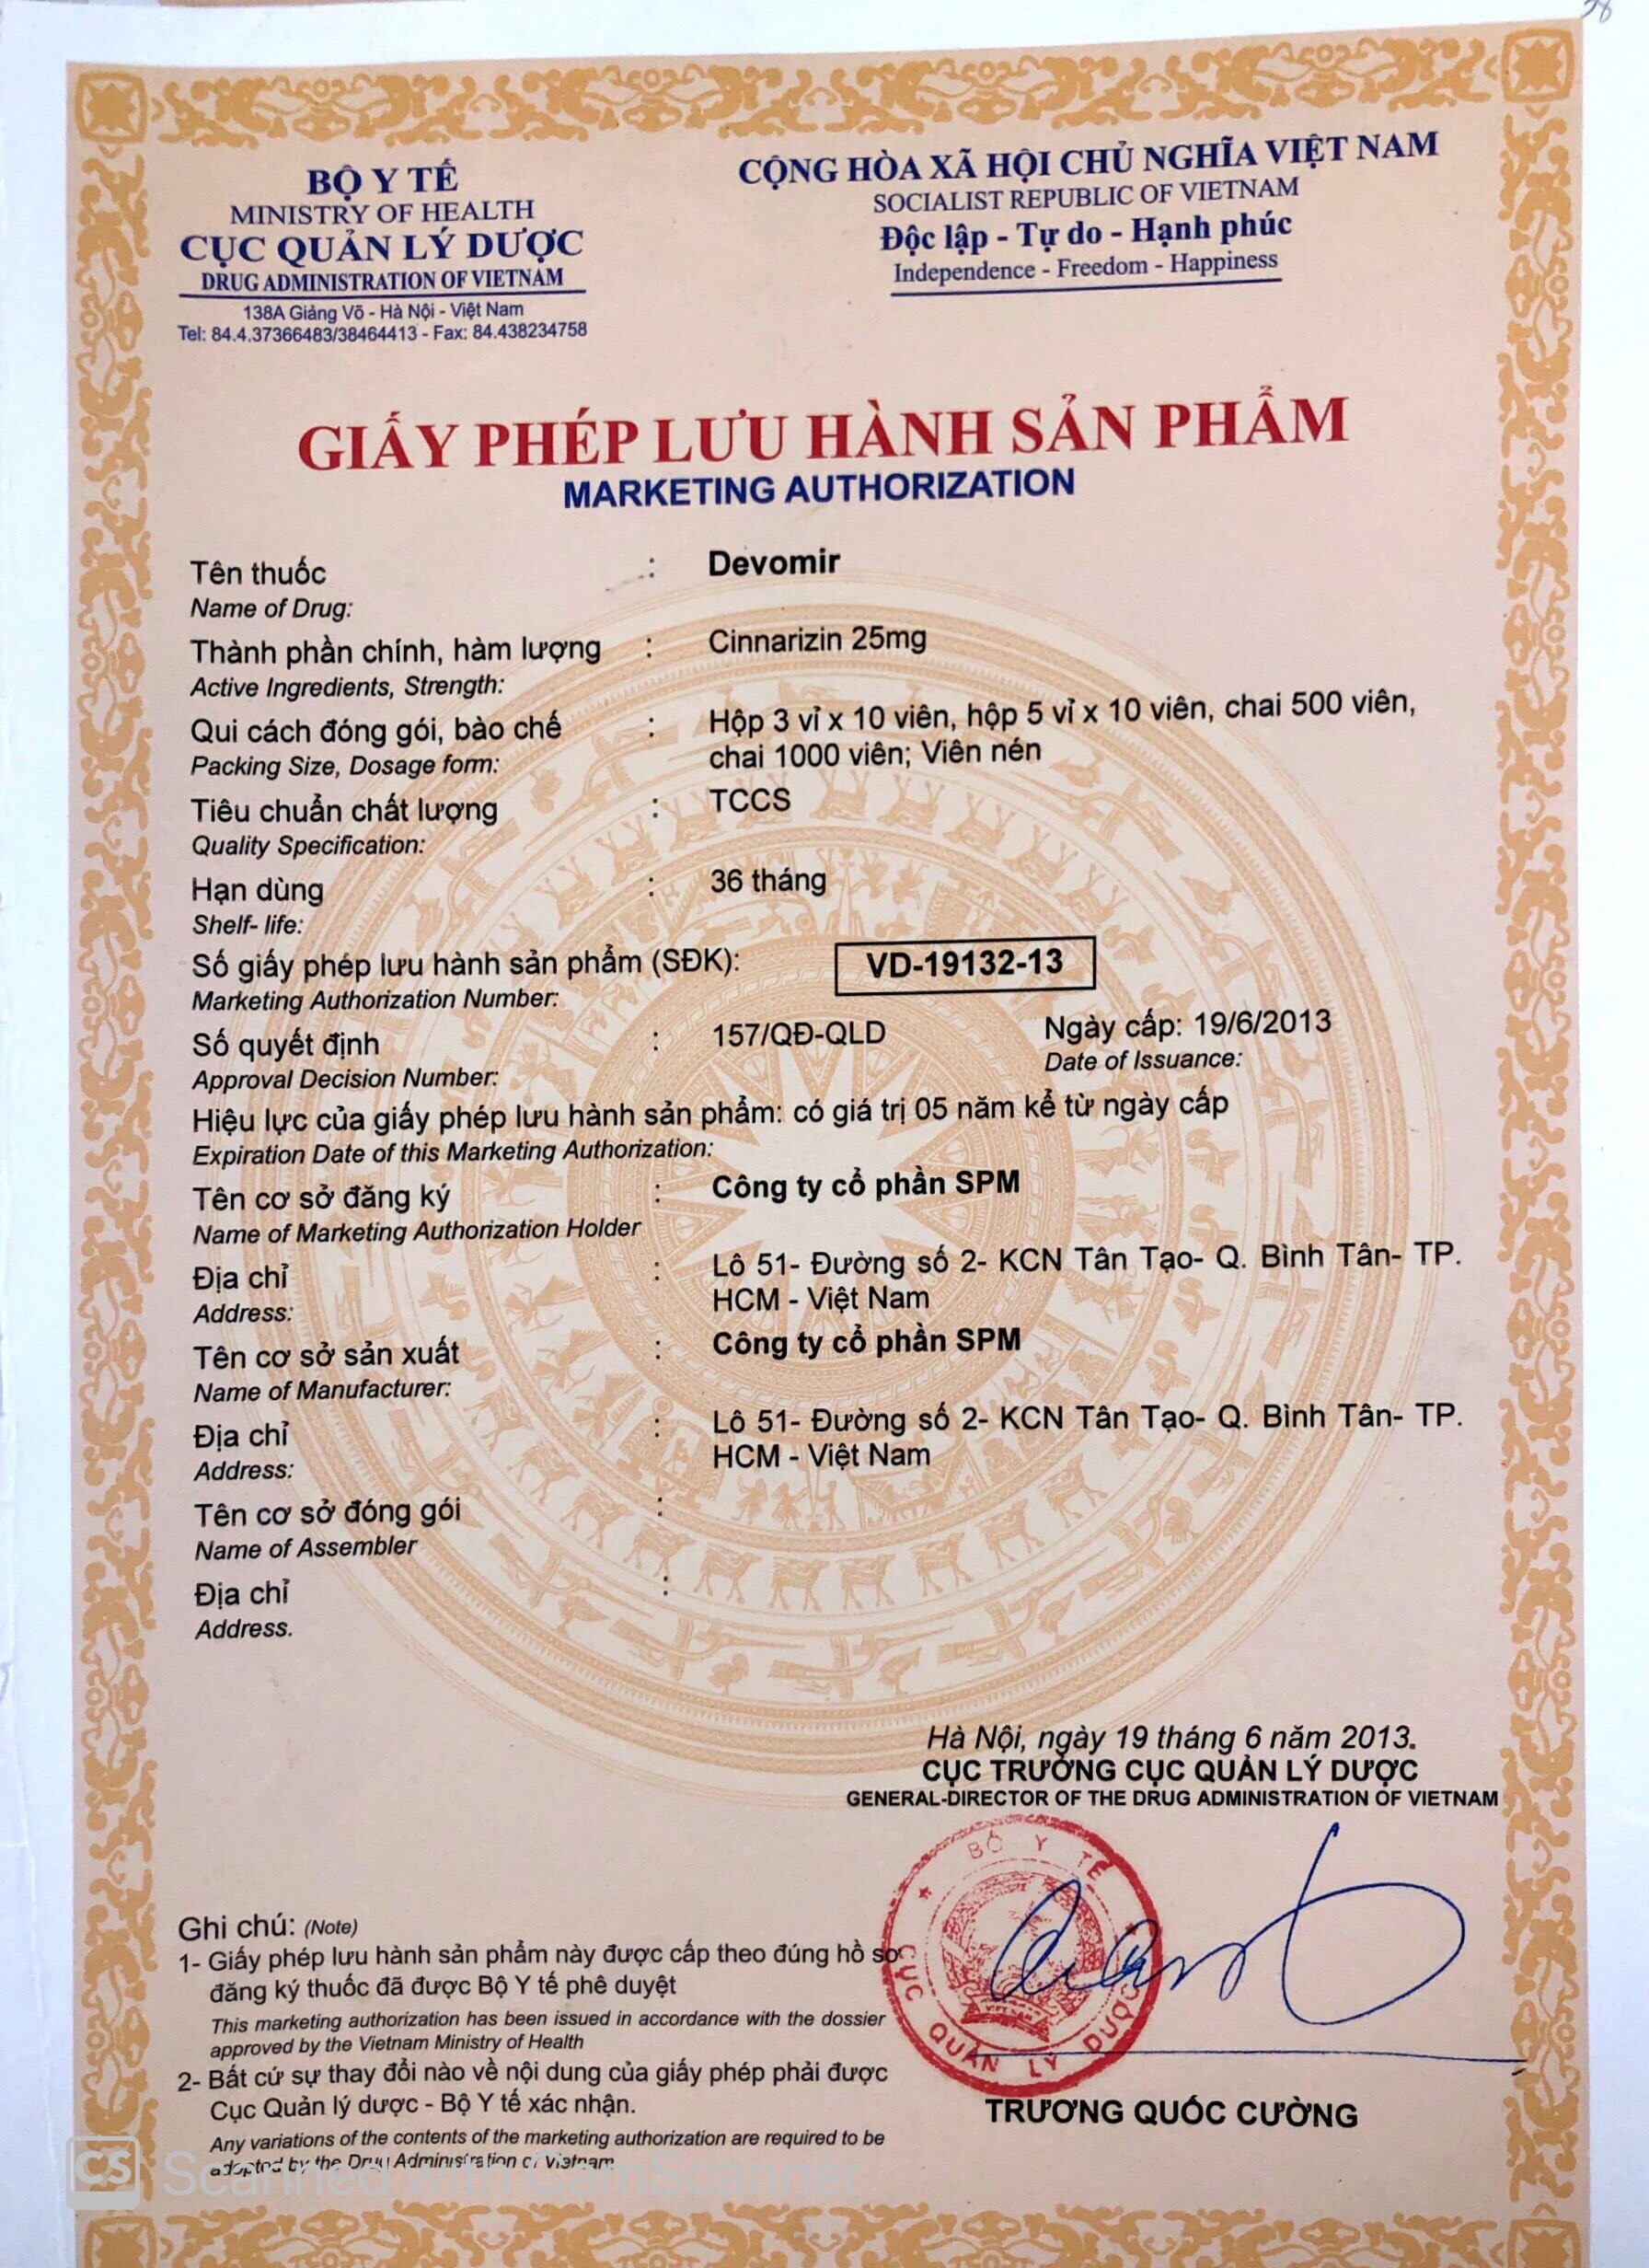 BỘ Y TẾ
MINISTRY OF HEALTH
CỤC QUẢN LÝ DƯỢC
DRUG ADMINISTRATION OF VIETNAM
138A Giảng Võ - Hà Nội - Việt Nam
Tel: 84.4.37366483/38464413 - Fax: 84.438234758
CỘNG HÒA XÃ HỘI CHỦ NGHĨA VIỆT NAM
SOCIALIST REPUBLIC OF VIETNAM
Độc lập - Tự do - Hạnh phúc
Independence - Freedom - Happiness
GIẤY PHÉP LƯU HÀNH SẢN PHẨM
MARKETING AUTHORIZATION
Tên thuốc : Devomir
Name of Drug:
Thành phần chính, hàm lượng : Cinnarizin 25mg
Active Ingredients, Strength:
Qui cách đóng gói, bào chế : Hộp 3 vỉ x 10 viên, hộp 5 vỉ x 10 viên, chai 500 viên,
chai 1000 viên; Viên nén
Packing Size, Dosage form:
Tiêu chuẩn chất lượng : TCCS
Quality Specification:
Hạn dùng : 36 tháng
Shelf- life:
Số giấy phép lưu hành sản phẩm (SĐK): VD-19132-13
Marketing Authorization Number:
Số quyết định : 157/QĐ-QLD Ngày cấp: 19/6/2013
Approval Decision Number: Date of Issuance:
Hiệu lực của giấy phép lưu hành sản phẩm: có giá trị 05 năm kể từ ngày cấp
Expiration Date of this Marketing Authorization:
Tên cơ sở đăng ký : Công ty cổ phần SPM
Name of Marketing Authorization Holder
Địa chỉ : Lô 51- Đường số 2- KCN Tân Tạo- Q. Bình Tân- TP.
HCM - Việt Nam
Address:
Tên cơ sở sản xuất : Công ty cổ phần SPM
Name of Manufacturer:
Địa chỉ : Lô 51- Đường số 2- KCN Tân Tạo- Q. Bình Tân- TP.
HCM - Việt Nam
Address:
Tên cơ sở đóng gói :
Name of Assembler
Địa chỉ :
Address.
Hà Nội, ngày 19 tháng 6 năm 2013.
CỤC TRƯỞNG CỤC QUẢN LÝ DƯỢC
GENERAL-DIRECTOR OF THE DRUG ADMINISTRATION OF VIETNAM
BỘ Y TẾ
CỤC QUẢN LÝ DƯỢC
TRƯƠNG QUỐC CƯỜNG
Ghi chú: (Note)
1- Giấy phép lưu hành sản phẩm này được cấp theo đúng hồ sơ
đăng ký thuốc đã được Bộ Y tế phê duyệt
This marketing authorization has been issued in accordance with the dossier
approved by the Vietnam Ministry of Health
2- Bất cứ sự thay đổi nào về nội dung của giấy phép phải được
Cục Quản lý dược - Bộ Y tế xác nhận.
Any variations of the contents of the marketing authorization are required to be
adopted by the Drug Administration of Vietnam
CS Scanned with CamScanner